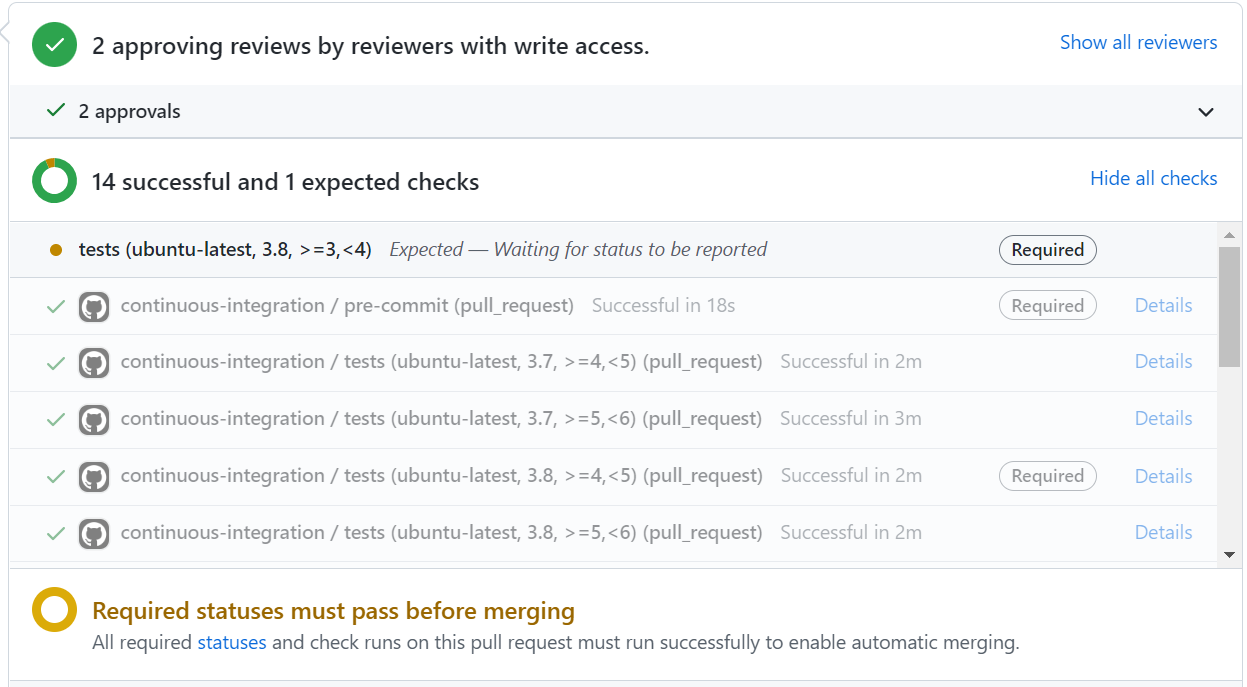 2 approving reviews by reviewers with write access.
Show all reviewers
2 approvals
14 successful and 1 expected checks
Hide all checks
tests (ubuntu-latest, 3.8, >=3,<4) Expected — Waiting for status to be reported Required
continuous-integration / pre-commit (pull_request) Successful in 18s Required Details
continuous-integration / tests (ubuntu-latest, 3.7, >=4,<5) (pull_request) Successful in 2m Details
continuous-integration / tests (ubuntu-latest, 3.7, >=5,<6) (pull_request) Successful in 3m Details
continuous-integration / tests (ubuntu-latest, 3.8, >=4,<5) (pull_request) Successful in 2m Required Details
continuous-integration / tests (ubuntu-latest, 3.8, >=5,<6) (pull_request) Successful in 2m Details
Required statuses must pass before merging
All required statuses and check runs on this pull request must run successfully to enable automatic merging.